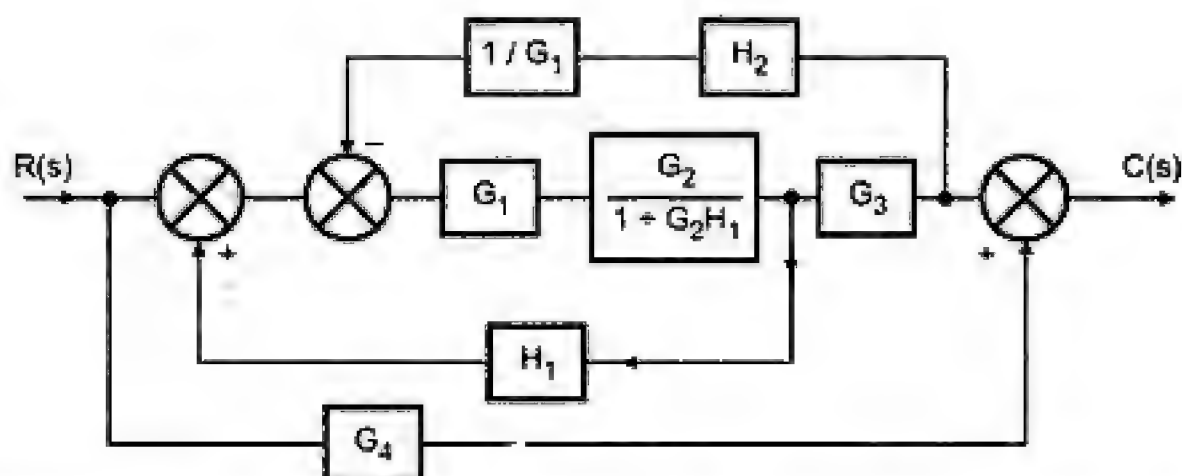 1 / G₁
H₂
R(s)
−
G₁
G₂
1 + G₂H₁
G₃
C(s)
+
+
H₁
G₄